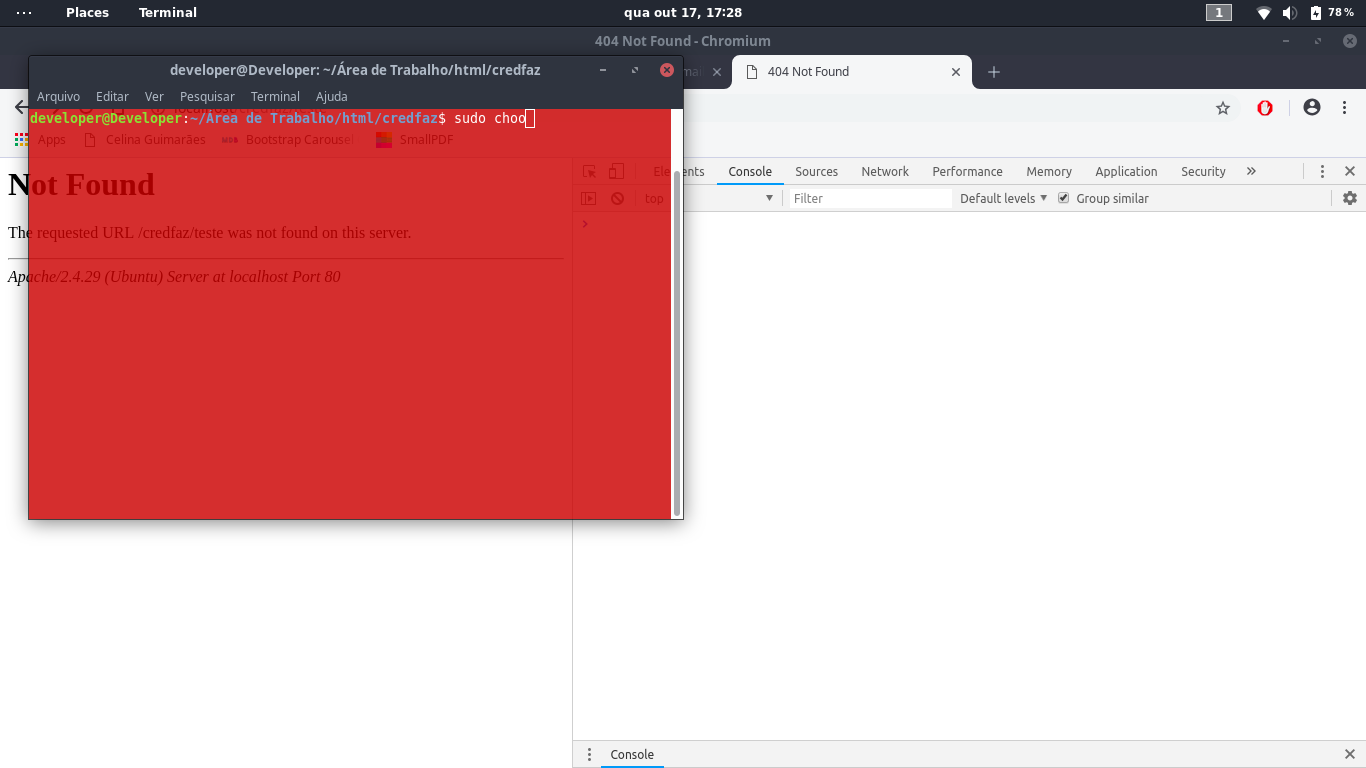 Places Terminal qua out 17, 17:28 1 78 %
404 Not Found - Chromium
developer@Developer: ~/Área de Trabalho/html/credfaz
404 Not Found
Arquivo Editar Ver Pesquisar Terminal Ajuda
developer@Developer:~/Área de Trabalho/html/credfaz$ sudo choo
Apps Celina Guimarães Bootstrap Carousel SmallPDF
Elements Console Sources Network Performance Memory Application Security
top Filter Default levels Group similar
Not Found
The requested URL /credfaz/teste was not found on this server.
Apache/2.4.29 (Ubuntu) Server at localhost Port 80
Console